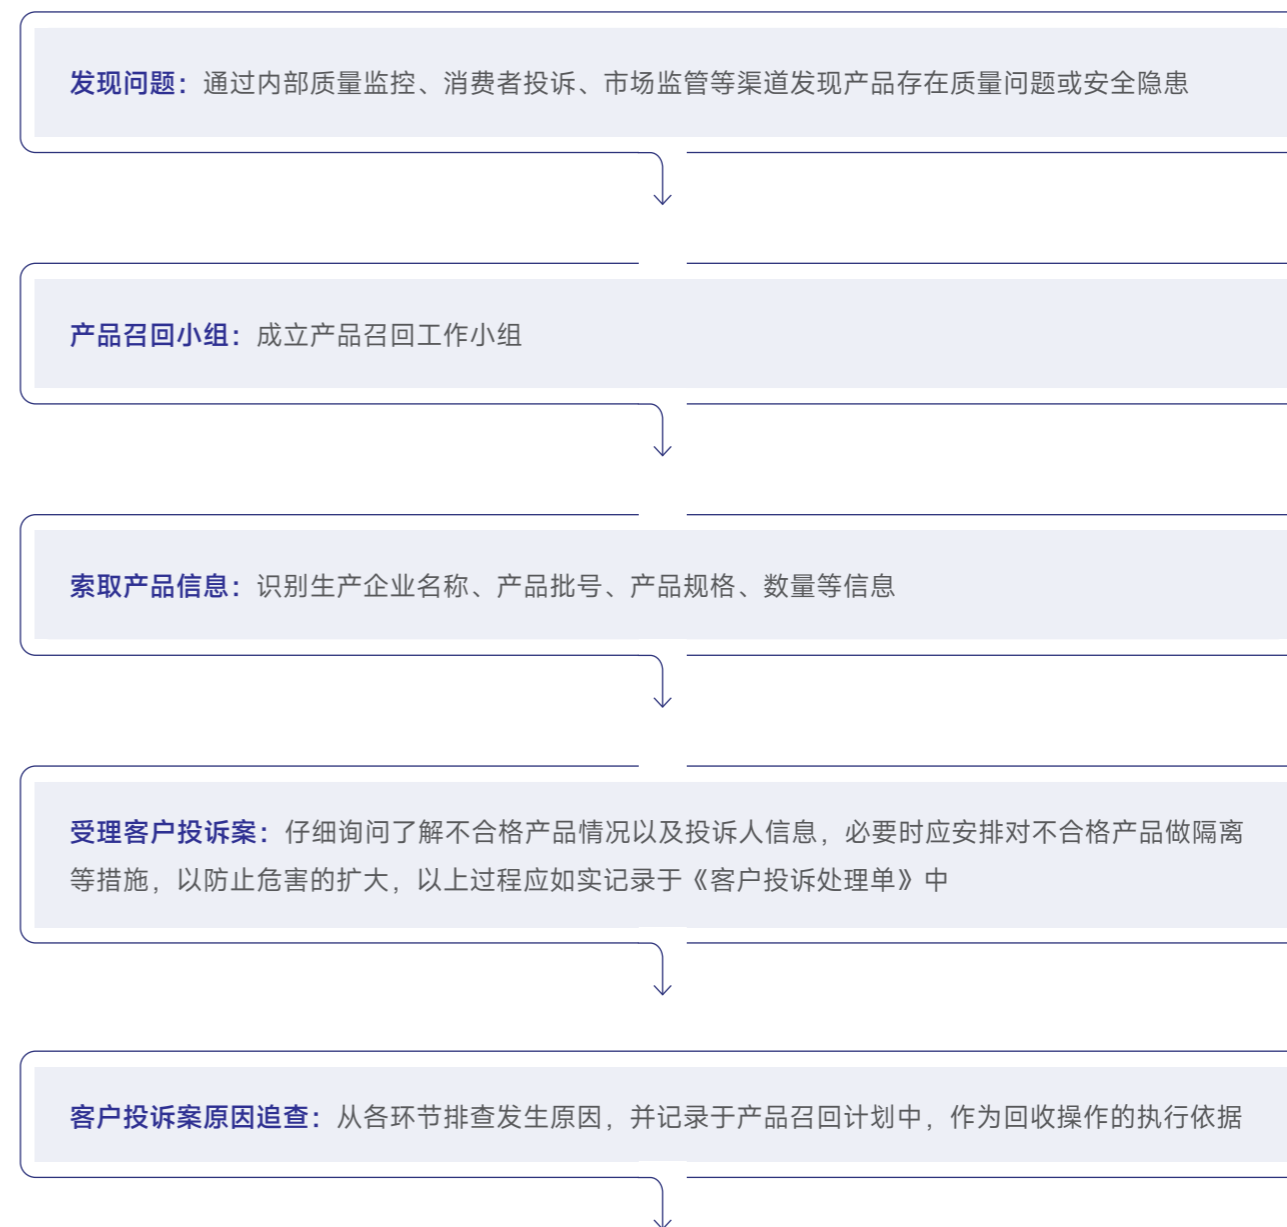 发现问题：通过内部质量监控、消费者投诉、市场监管等渠道发现产品存在质量问题或安全隐患
产品召回小组：成立产品召回工作小组
索取产品信息：识别生产企业名称、产品批号、产品规格、数量等信息
受理客户投诉案：仔细询问了解不合格产品情况以及投诉人信息，必要时应安排对不合格产品做隔离
等措施，以防止危害的扩大，以上过程应如实记录于《客户投诉处理单》中
客户投诉案原因追查：从各环节排查发生原因，并记录于产品召回计划中，作为回收操作的执行依据